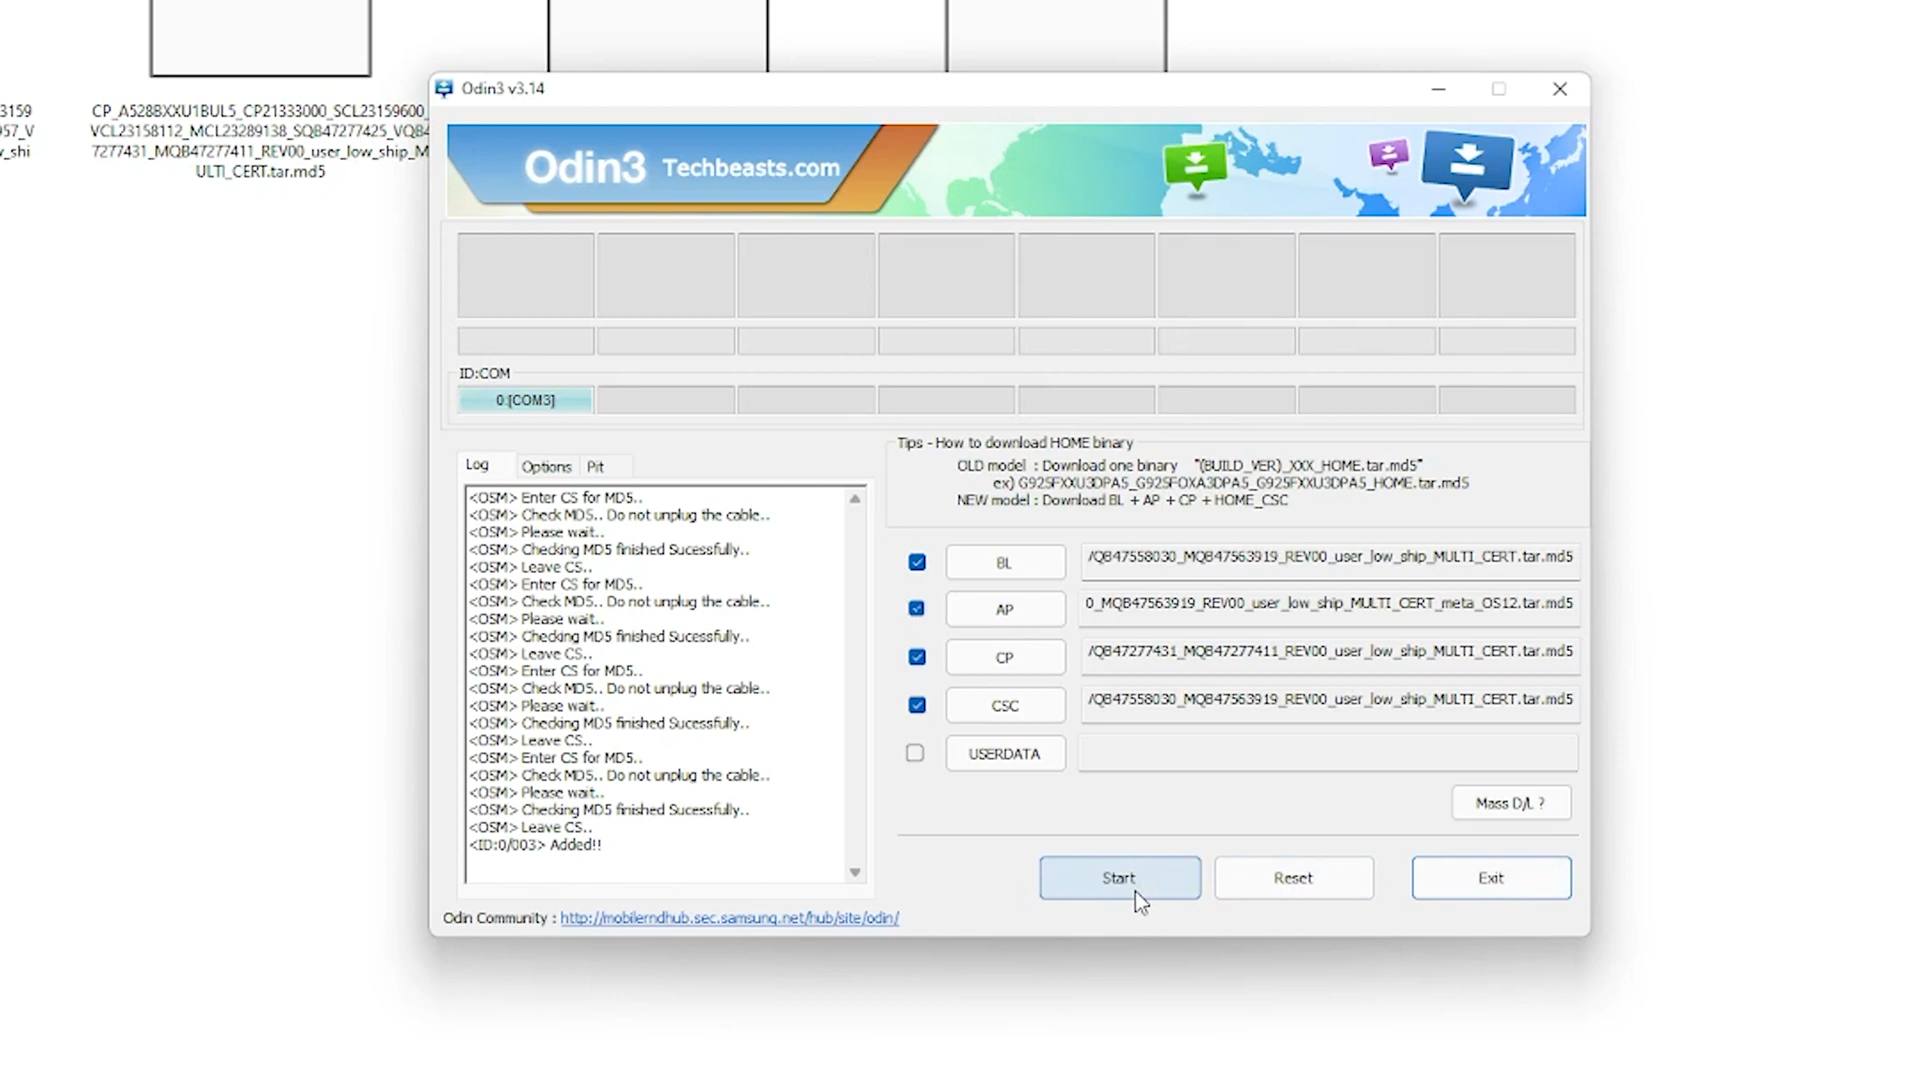 3159
957_V
v_shi
CP_A528BXXU1BUL5_CP21333000_SCL23159600_
VCL23158112_MCL23289138_SQB47277425_VQB4
7277431_MQB47277411_REV00_user_low_ship_M
ULTI_CERT.tar.md5
Odin3 v3.14
Odin3 Techbeasts.com
ID:COM
0:[COM3]
Log Options Pit
<OSM> Enter CS for MD5..
<OSM> Check MD5.. Do not unplug the cable..
<OSM> Please wait..
<OSM> Checking MD5 finished Sucessfully..
<OSM> Leave CS..
<OSM> Enter CS for MD5..
<OSM> Check MD5.. Do not unplug the cable..
<OSM> Please wait..
<OSM> Checking MD5 finished Sucessfully..
<OSM> Leave CS..
<OSM> Enter CS for MD5..
<OSM> Check MD5.. Do not unplug the cable..
<OSM> Please wait..
<OSM> Checking MD5 finished Sucessfully..
<OSM> Leave CS..
<OSM> Enter CS for MD5..
<OSM> Check MD5.. Do not unplug the cable..
<OSM> Please wait..
<OSM> Checking MD5 finished Sucessfully..
<OSM> Leave CS..
<ID:0/003> Added!!
Tips - How to download HOME binary
OLD model : Download one binary "(BUILD_VER)_XXX_HOME.tar.md5"
ex) G925FXXU3DPA5_G925FOXA3DPA5_G925FXXU3DPA5_HOME.tar.md5
NEW model : Download BL + AP + CP + HOME_CSC
BL /QB47558030_MQB47563919_REV00_user_low_ship_MULTI_CERT.tar.md5
AP 0_MQB47563919_REV00_user_low_ship_MULTI_CERT_meta_OS12.tar.md5
CP /QB47277431_MQB47277411_REV00_user_low_ship_MULTI_CERT.tar.md5
CSC /QB47558030_MQB47563919_REV00_user_low_ship_MULTI_CERT.tar.md5
USERDATA
Mass D/L ?
Start Reset Exit
Odin Community : http://mobilerndhub.sec.samsung.net/hub/site/odin/